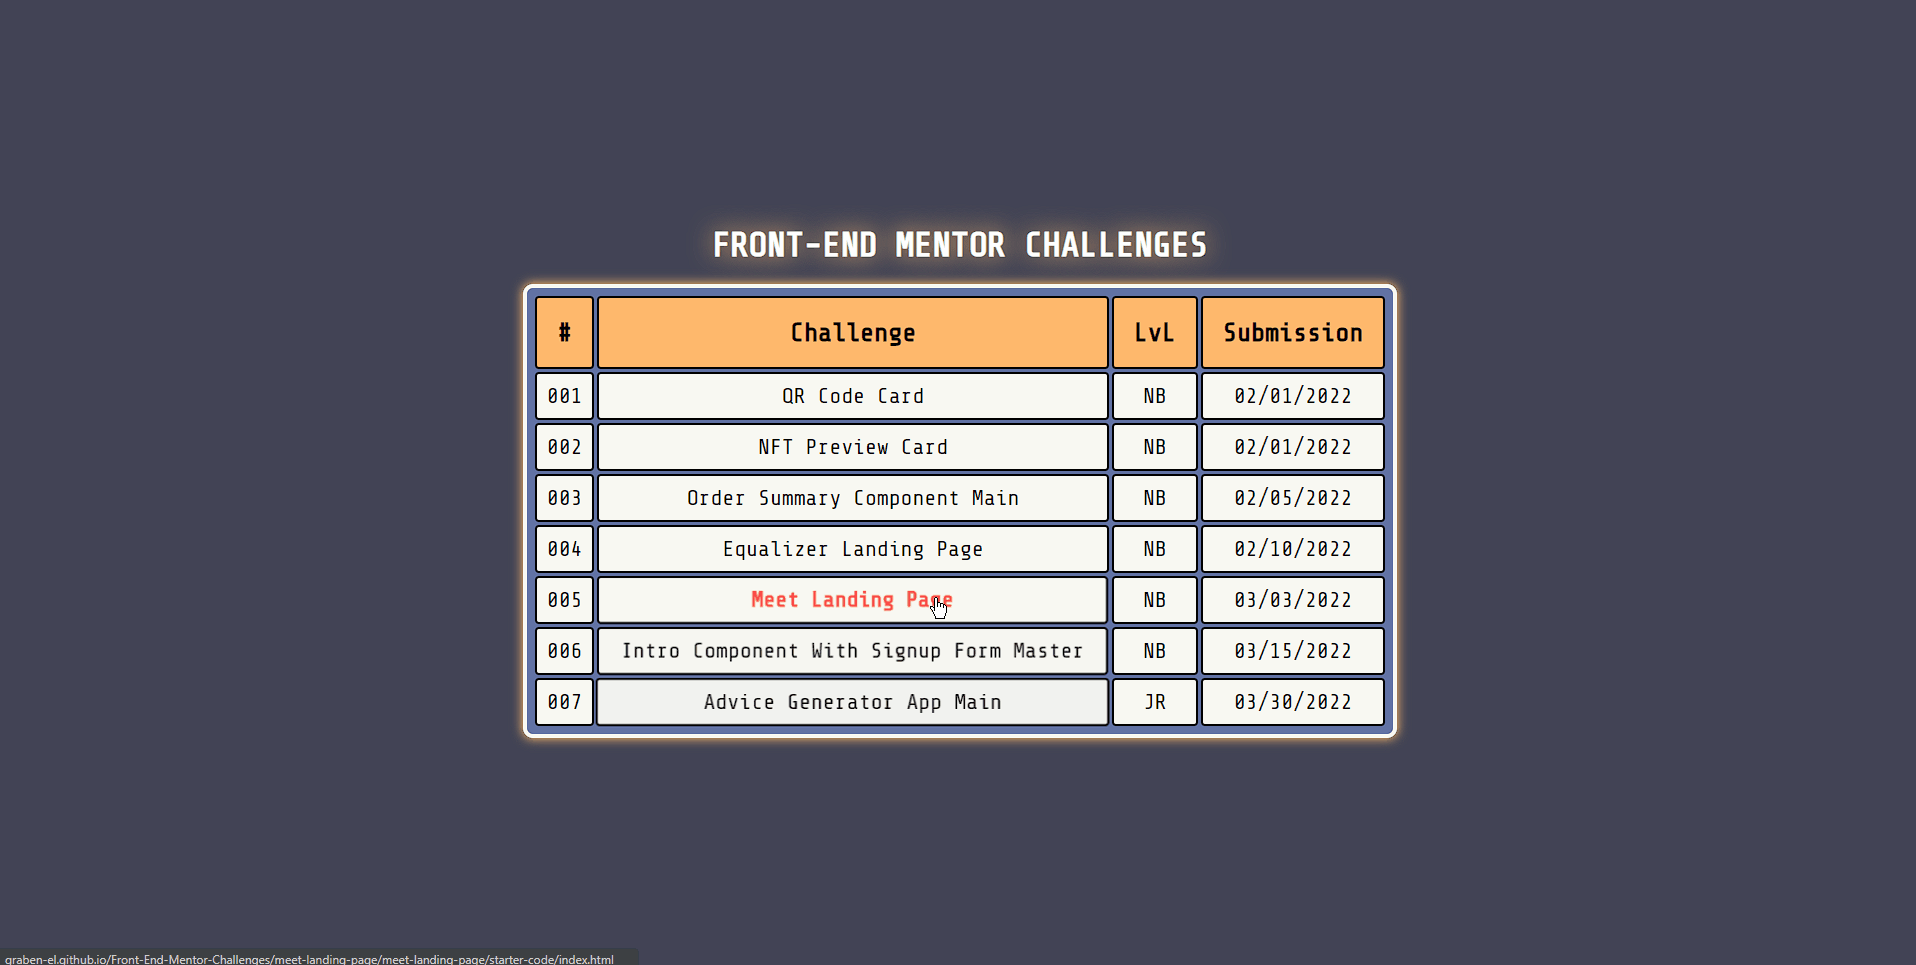 FRONT-END MENTOR CHALLENGES
# Challenge LvL Submission
001 QR Code Card NB 02/01/2022
002 NFT Preview Card NB 02/01/2022
003 Order Summary Component Main NB 02/05/2022
004 Equalizer Landing Page NB 02/10/2022
005 Meet Landing Page NB 03/03/2022
006 Intro Component With Signup Form Master NB 03/15/2022
007 Advice Generator App Main JR 03/30/2022
graben-el.github.io/Front-End-Mentor-Challenges/meet-landing-page/meet-landing-page/starter-code/index.html